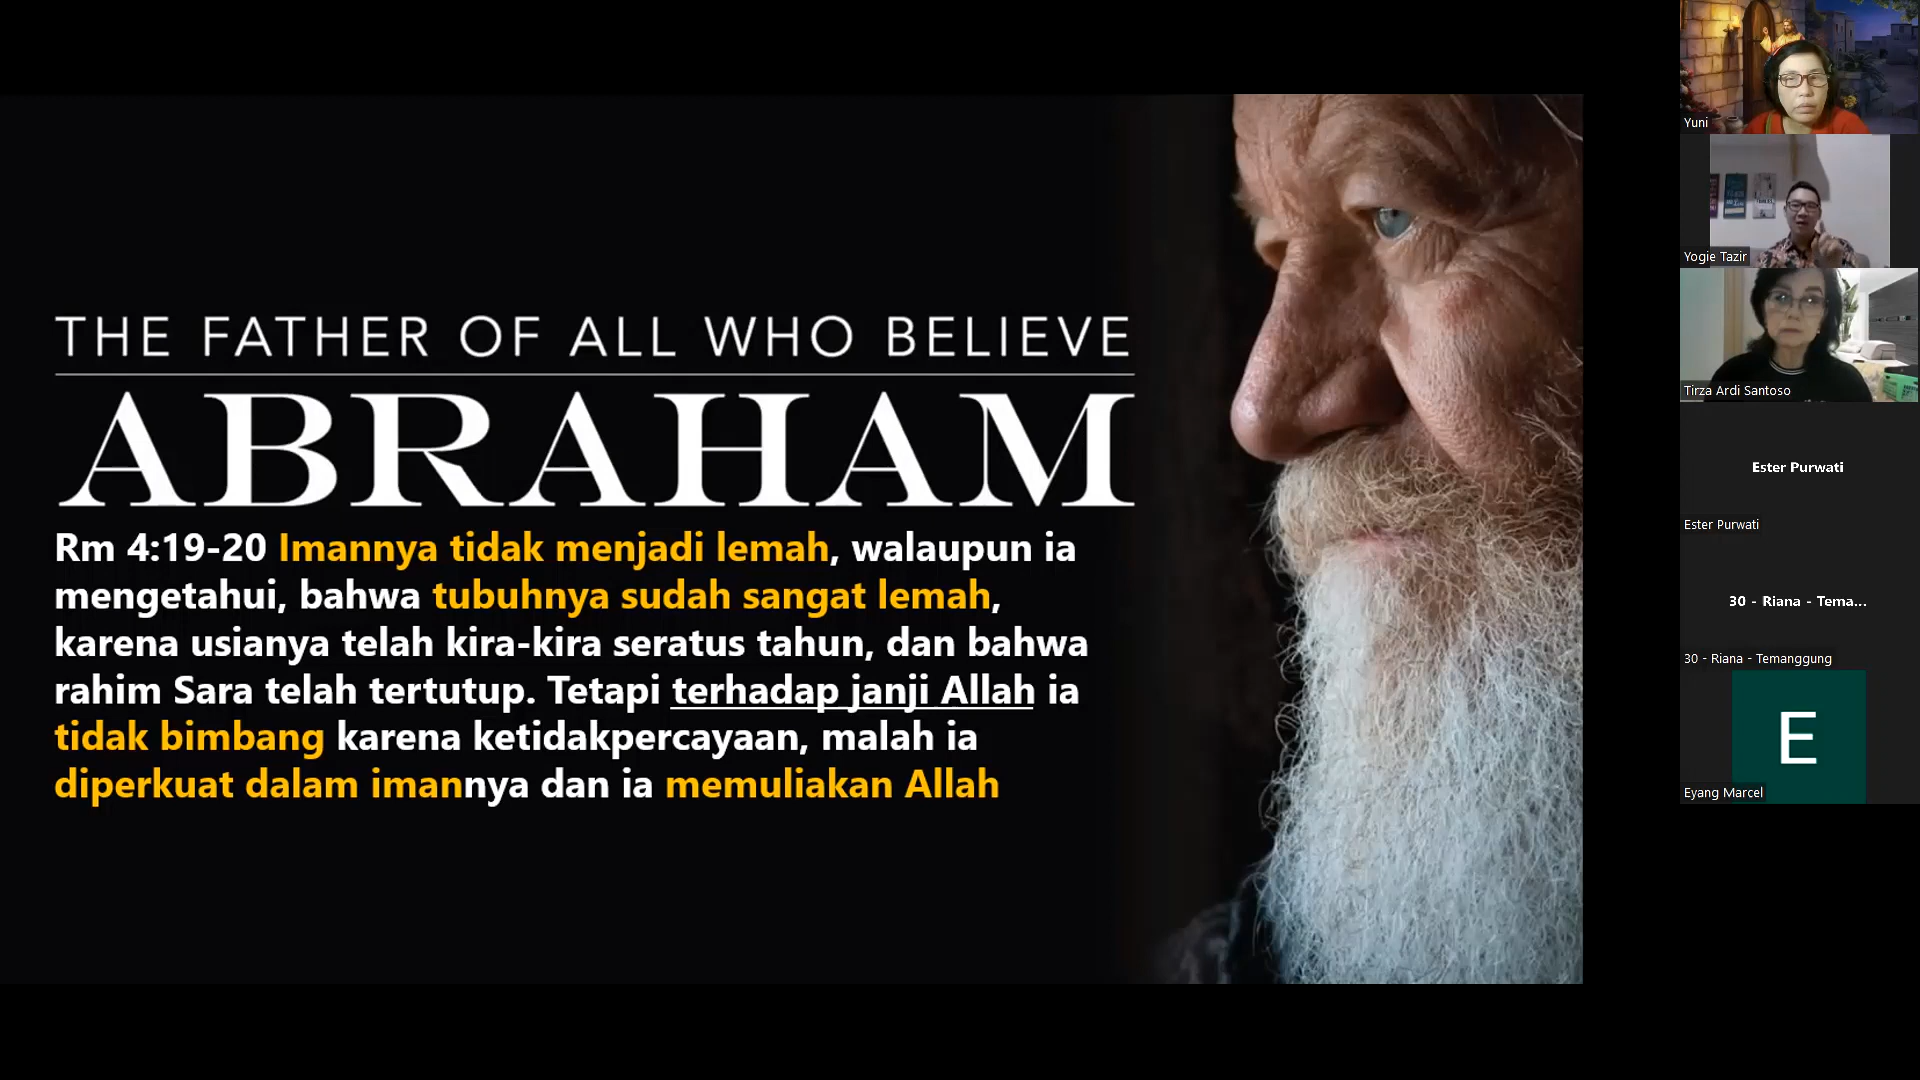 THE FATHER OF ALL WHO BELIEVE
ABRAHAM
Rm 4:19-20 Imannya tidak menjadi lemah, walaupun ia
mengetahui, bahwa tubuhnya sudah sangat lemah,
karena usianya telah kira-kira seratus tahun, dan bahwa
rahim Sara telah tertutup. Tetapi terhadap janji Allah ia
tidak bimbang karena ketidakpercayaan, malah ia
diperkuat dalam imannya dan ia memuliakan Allah
Yuni
Yogie Tazir
Tirza Ardi Santoso
Ester Purwati
Ester Purwati
30 - Riana - Tema...
30 - Riana - Temanggung
E
Eyang Marcel